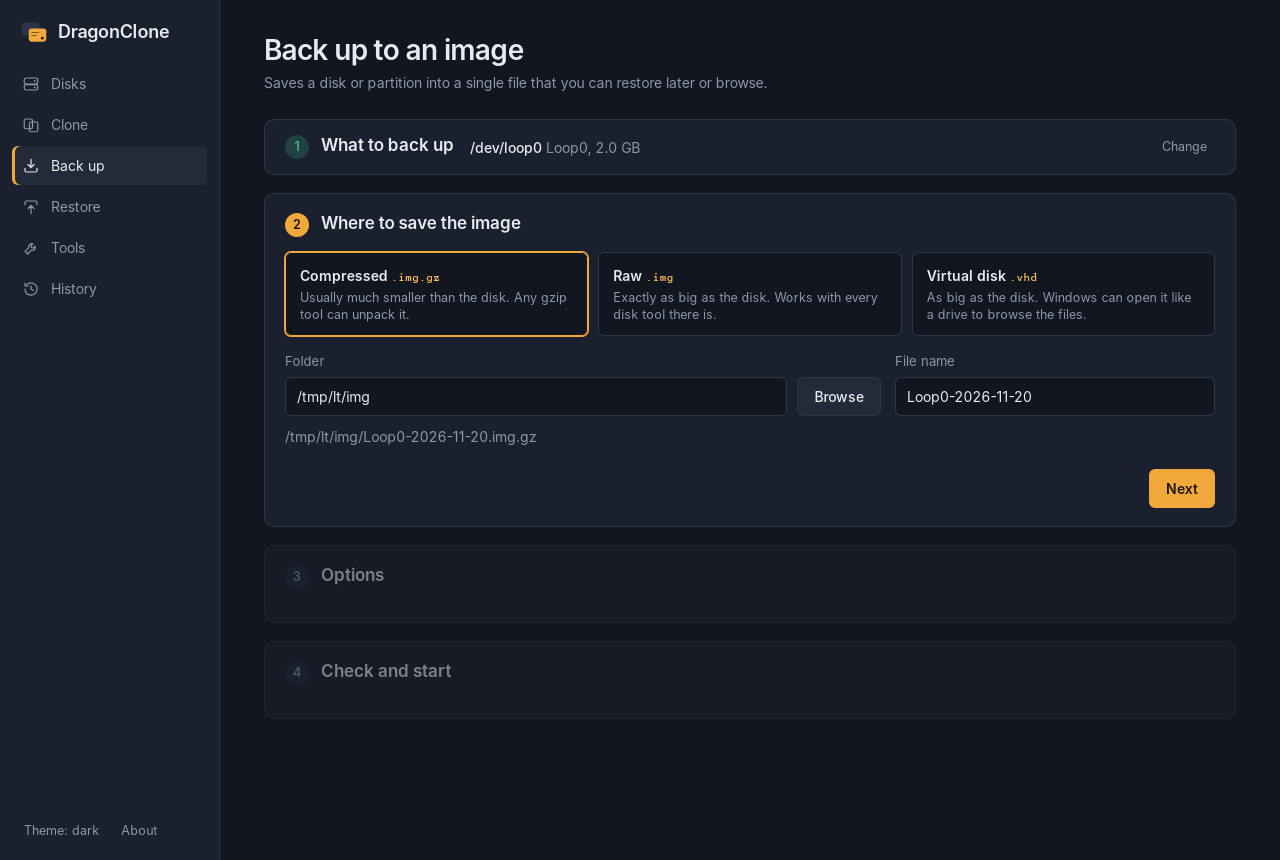 DragonClone
Disks
Clone
Back up
Restore
Tools
History
Theme: dark About
Back up to an image
Saves a disk or partition into a single file that you can restore later or browse.
1 What to back up /dev/loop0 Loop0, 2.0 GB Change
2 Where to save the image
Compressed .img.gz
Usually much smaller than the disk. Any gzip
tool can unpack it.
Raw .img
Exactly as big as the disk. Works with every
disk tool there is.
Virtual disk .vhd
As big as the disk. Windows can open it like
a drive to browse the files.
Folder
/tmp/lt/img
Browse
File name
Loop0-2026-11-20
/tmp/lt/img/Loop0-2026-11-20.img.gz
Next
3 Options
4 Check and start